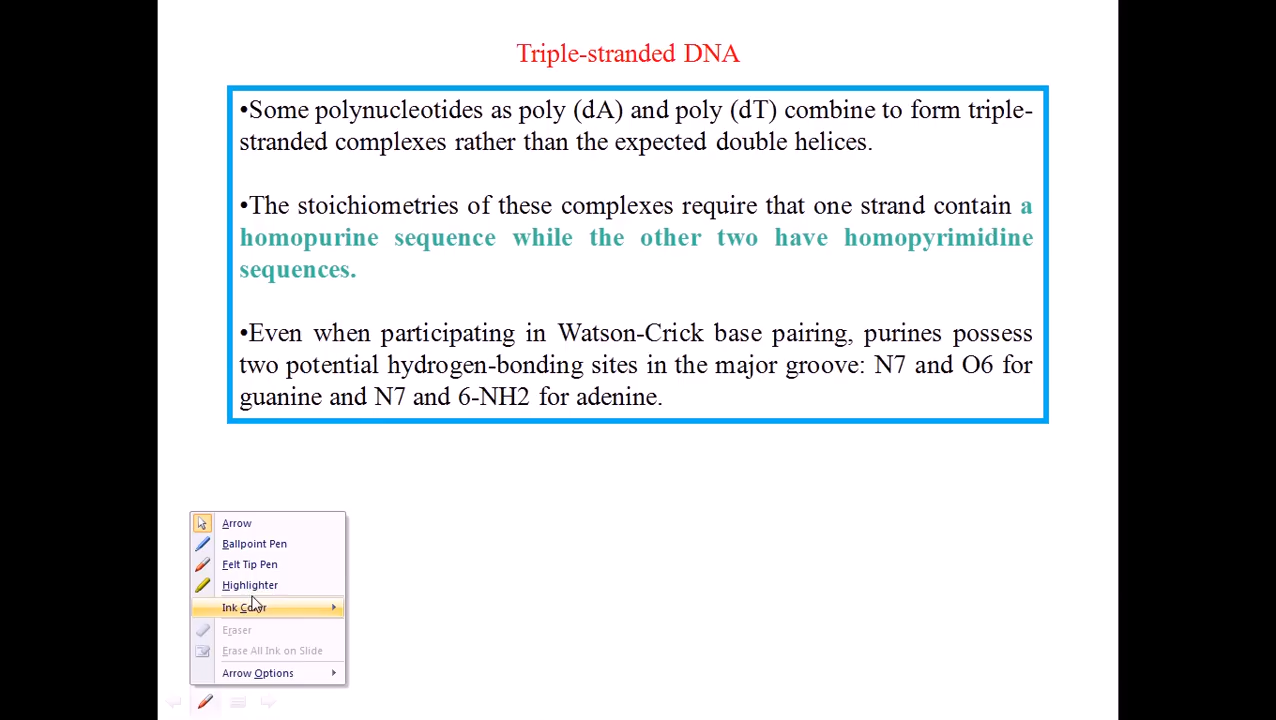 Triple-stranded DNA
•Some polynucleotides as poly (dA) and poly (dT) combine to form triple-
stranded complexes rather than the expected double helices.
•The stoichiometries of these complexes require that one strand contain a
homopurine sequence while the other two have homopyrimidine
sequences.
•Even when participating in Watson-Crick base pairing, purines possess
two potential hydrogen-bonding sites in the major groove: N7 and O6 for
guanine and N7 and 6-NH2 for adenine.
Arrow
Ballpoint Pen
Felt Tip Pen
Highlighter
Ink Color
Eraser
Erase All Ink on Slide
Arrow Options